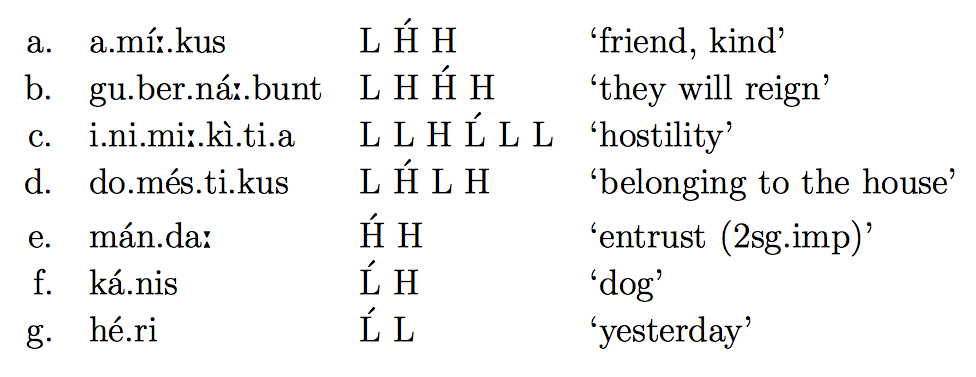 a. a.míː.kus L H́ H ‘friend, kind’
b. gu.ber.náː.bunt L H H́ H ‘they will reign’
c. i.ni.miː.kì.ti.a L L H Ĺ L L ‘hostility’
d. do.més.ti.kus L H́ L H ‘belonging to the house’
e. mán.daː H́ H ‘entrust (2sg.imp)’
f. ká.nis Ĺ H ‘dog’
g. hé.ri Ĺ L ‘yesterday’